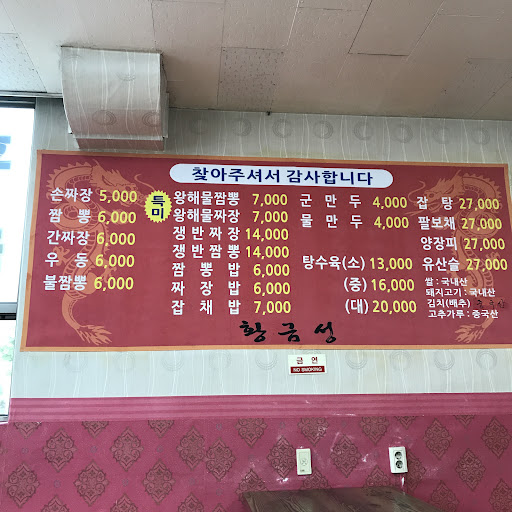 찾아주셔서 감사합니다
손짜장 5,000
짬뽕 6,000
간짜장 6,000
우동 6,000
불짬뽕 6,000
특미
왕해물짬뽕 7,000
왕해물짜장 7,000
쟁반짜장 14,000
쟁반짬뽕 14,000
짬뽕밥 6,000
짜장밥 6,000
잡채밥 7,000
군만두 4,000
물만두 4,000
탕수육(소) 13,000
(중) 16,000
(대) 20,000
잡탕 27,000
팔보채 27,000
양장피 27,000
유산슬 27,000
쌀 : 국내산
돼지고기 : 국내산
김치(배추)
고추가루 : 중국산
황금성
금연
NO SMOKING